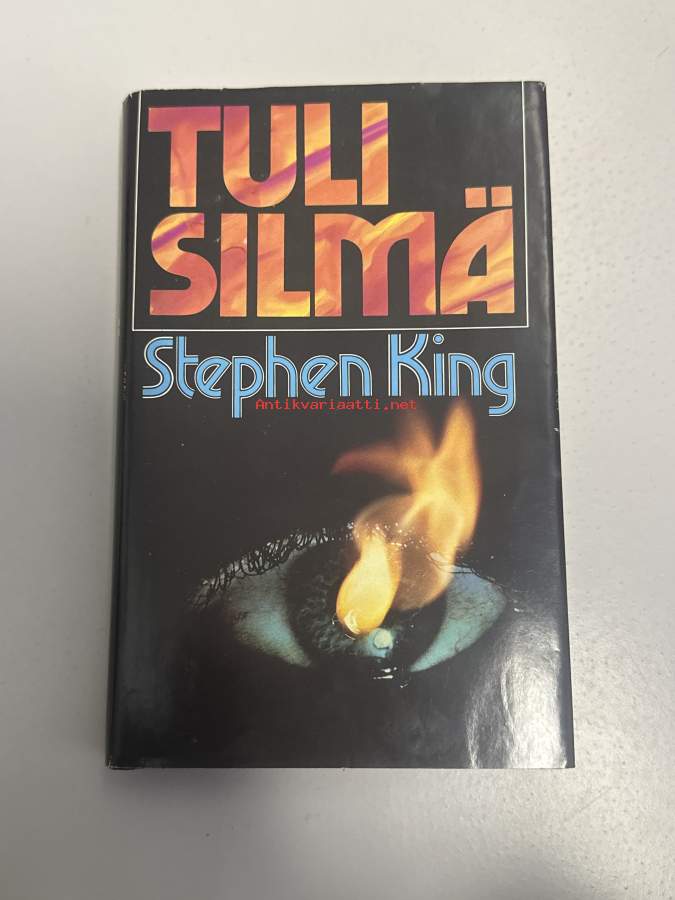 TULI
SILMÄ
Stephen King
Antikvariaatti.net